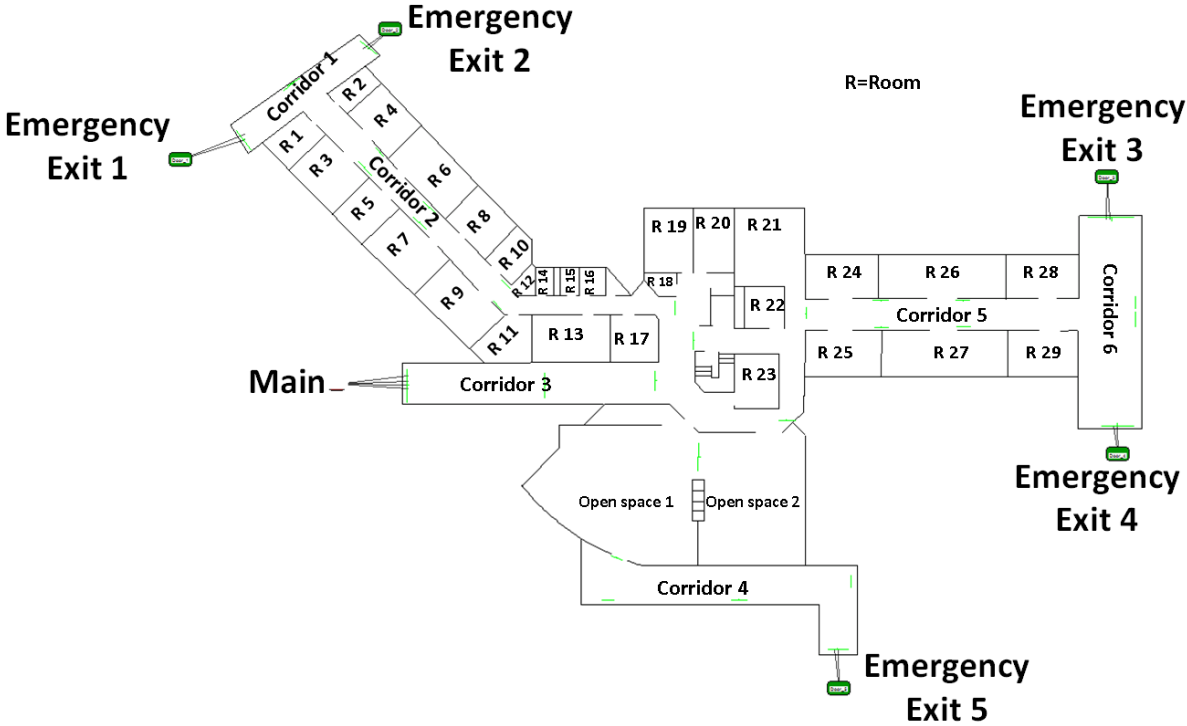 Emergency
Exit 2
Corridor 1
R=Room
Emergency
Exit 1
Emergency
Exit 3
R 2
R 4
R 1
R 3
Corridor 2
R 6
R 5
R 8
R 7
R 10
R 9
R 12
R 14
R 15
R 16
R 11
R 13
R 17
R 18
R 19
R 20
R 21
R 22
R 23
R 24
R 26
R 28
Corridor 5
Corridor 6
R 25
R 27
R 29
Main
Corridor 3
Emergency
Exit 4
Open space 1
Open space 2
Corridor 4
Emergency
Exit 5